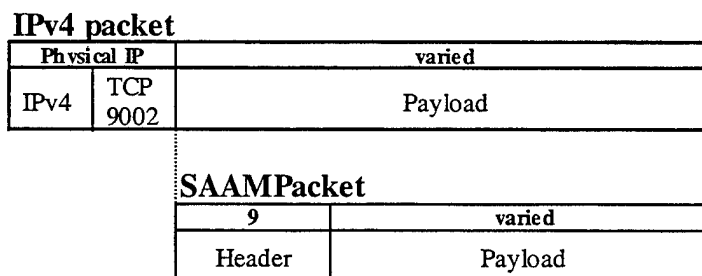 IPv4 packet
Physical IP varied
IPv4 TCP 9002 Payload
SAAMPacket
9 varied
Header Payload